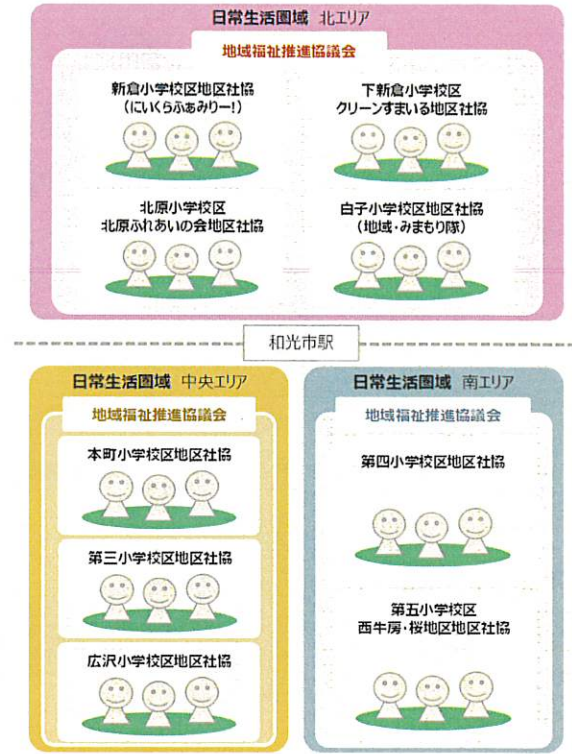 日常生活圏域 北エリア
地域福祉推進協議会
新倉小学校区地区社協
(にいくらふぁみりー!)
下新倉小学校区
クリーンすまいる地区社協
北原小学校区
北原ふれあいの会地区社協
白子小学校区地区社協
(地域・みまもり隊)
和光市駅
日常生活圏域 中央エリア
地域福祉推進協議会
本町小学校区地区社協
第三小学校区地区社協
広沢小学校区地区社協
日常生活圏域 南エリア
地域福祉推進協議会
第四小学校区地区社協
第五小学校区
西牛房・桜地区地区社協